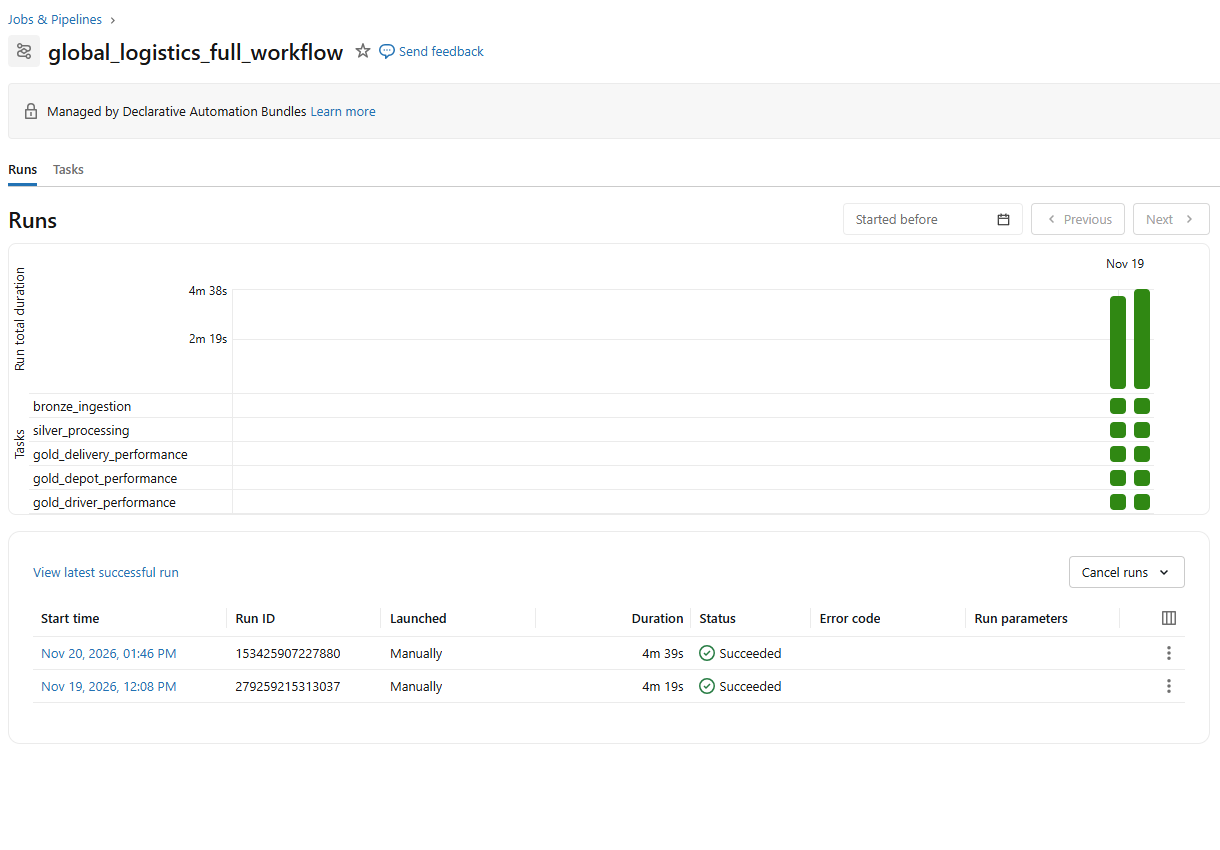 Jobs & Pipelines ›
global_logistics_full_workflow Send feedback
Managed by Declarative Automation Bundles Learn more
Runs Tasks
Runs Started before Previous Next
Nov 19
Run total duration
4m 38s
2m 19s
Tasks
bronze_ingestion
silver_processing
gold_delivery_performance
gold_depot_performance
gold_driver_performance
View latest successful run Cancel runs
Start time Run ID Launched Duration Status Error code Run parameters
Nov 20, 2026, 01:46 PM 153425907227880 Manually 4m 39s Succeeded
Nov 19, 2026, 12:08 PM 279259215313037 Manually 4m 19s Succeeded